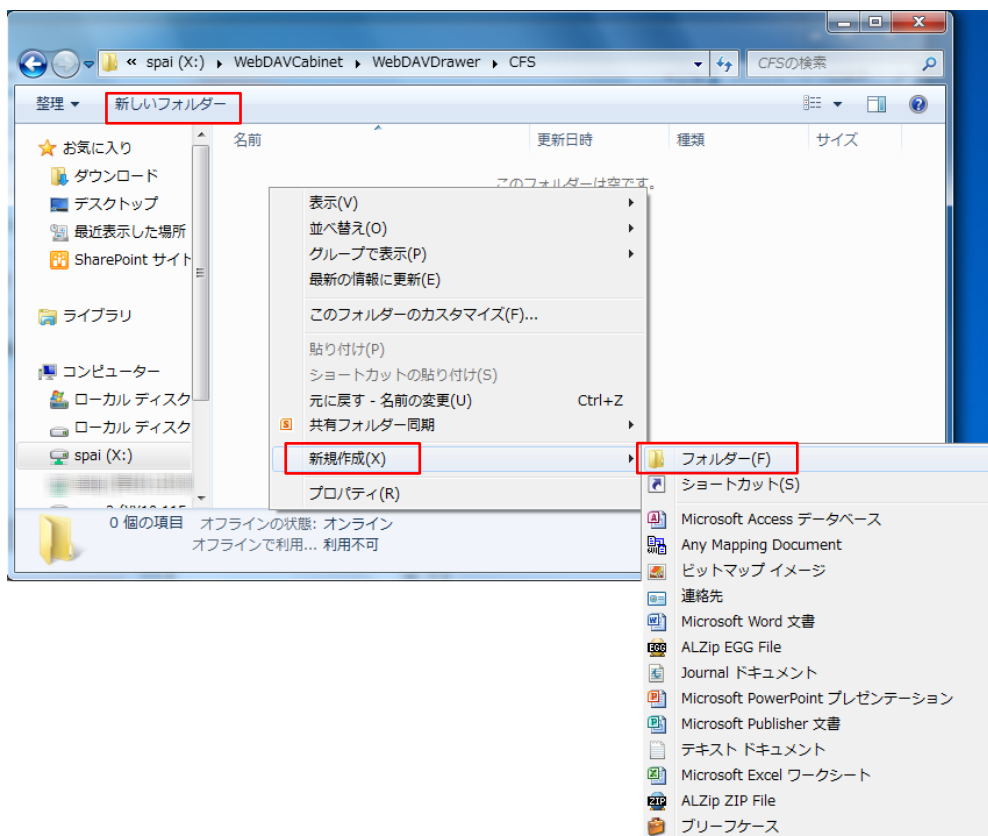 « spai (X:) ▸ WebDAVCabinet ▸ WebDAVDrawer ▸ CFS
CFSの検索
整理 ▼ 新しいフォルダー
名前 更新日時 種類 サイズ
このフォルダーは空です。
お気に入り
ダウンロード
デスクトップ
最近表示した場所
SharePoint サイト
ライブラリ
コンピューター
ローカル ディスク
ローカル ディスク
spai (X:)
表示(V)
並べ替え(O)
グループで表示(P)
最新の情報に更新(E)
このフォルダーのカスタマイズ(F)...
貼り付け(P)
ショートカットの貼り付け(S)
元に戻す - 名前の変更(U) Ctrl+Z
共有フォルダー同期
新規作成(X)
プロパティ(R)
0 個の項目 オフラインの状態: オンライン
オフラインで利用... 利用不可
フォルダー(F)
ショートカット(S)
Microsoft Access データベース
Any Mapping Document
ビットマップ イメージ
連絡先
Microsoft Word 文書
ALZip EGG File
Journal ドキュメント
Microsoft PowerPoint プレゼンテーション
Microsoft Publisher 文書
テキスト ドキュメント
Microsoft Excel ワークシート
ALZip ZIP File
ブリーフケース